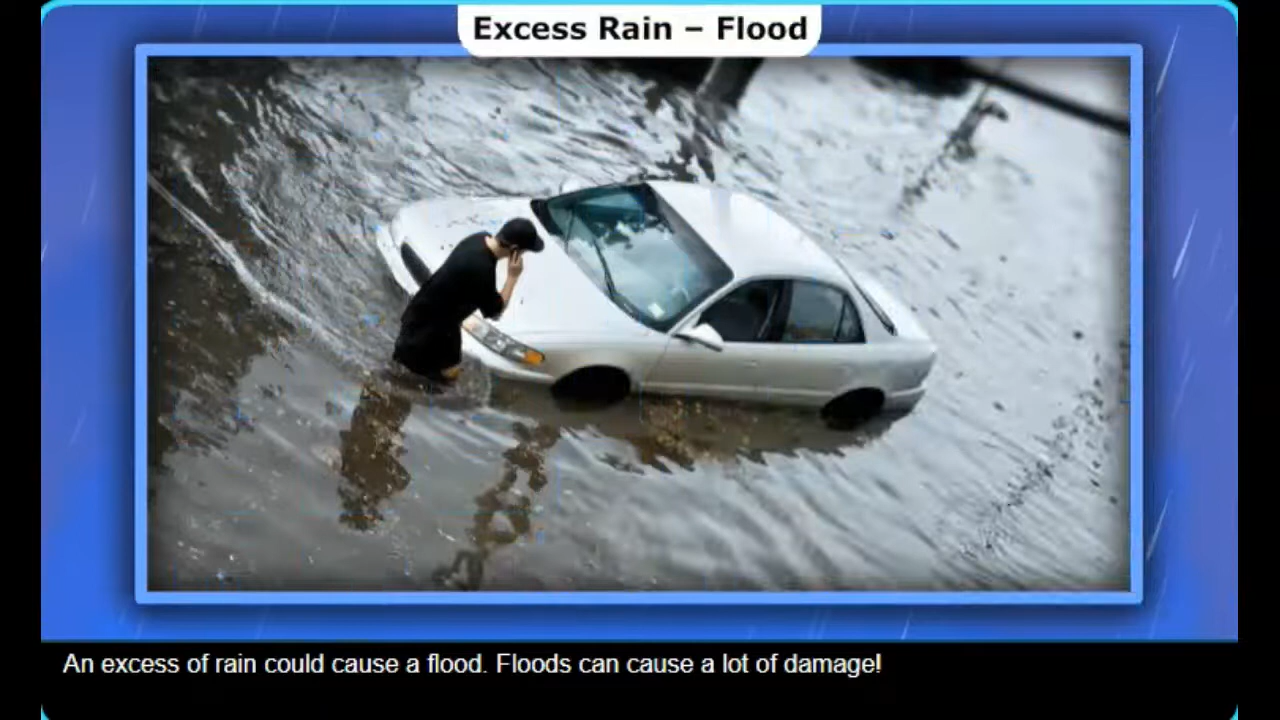 Excess Rain – Flood
An excess of rain could cause a flood. Floods can cause a lot of damage!